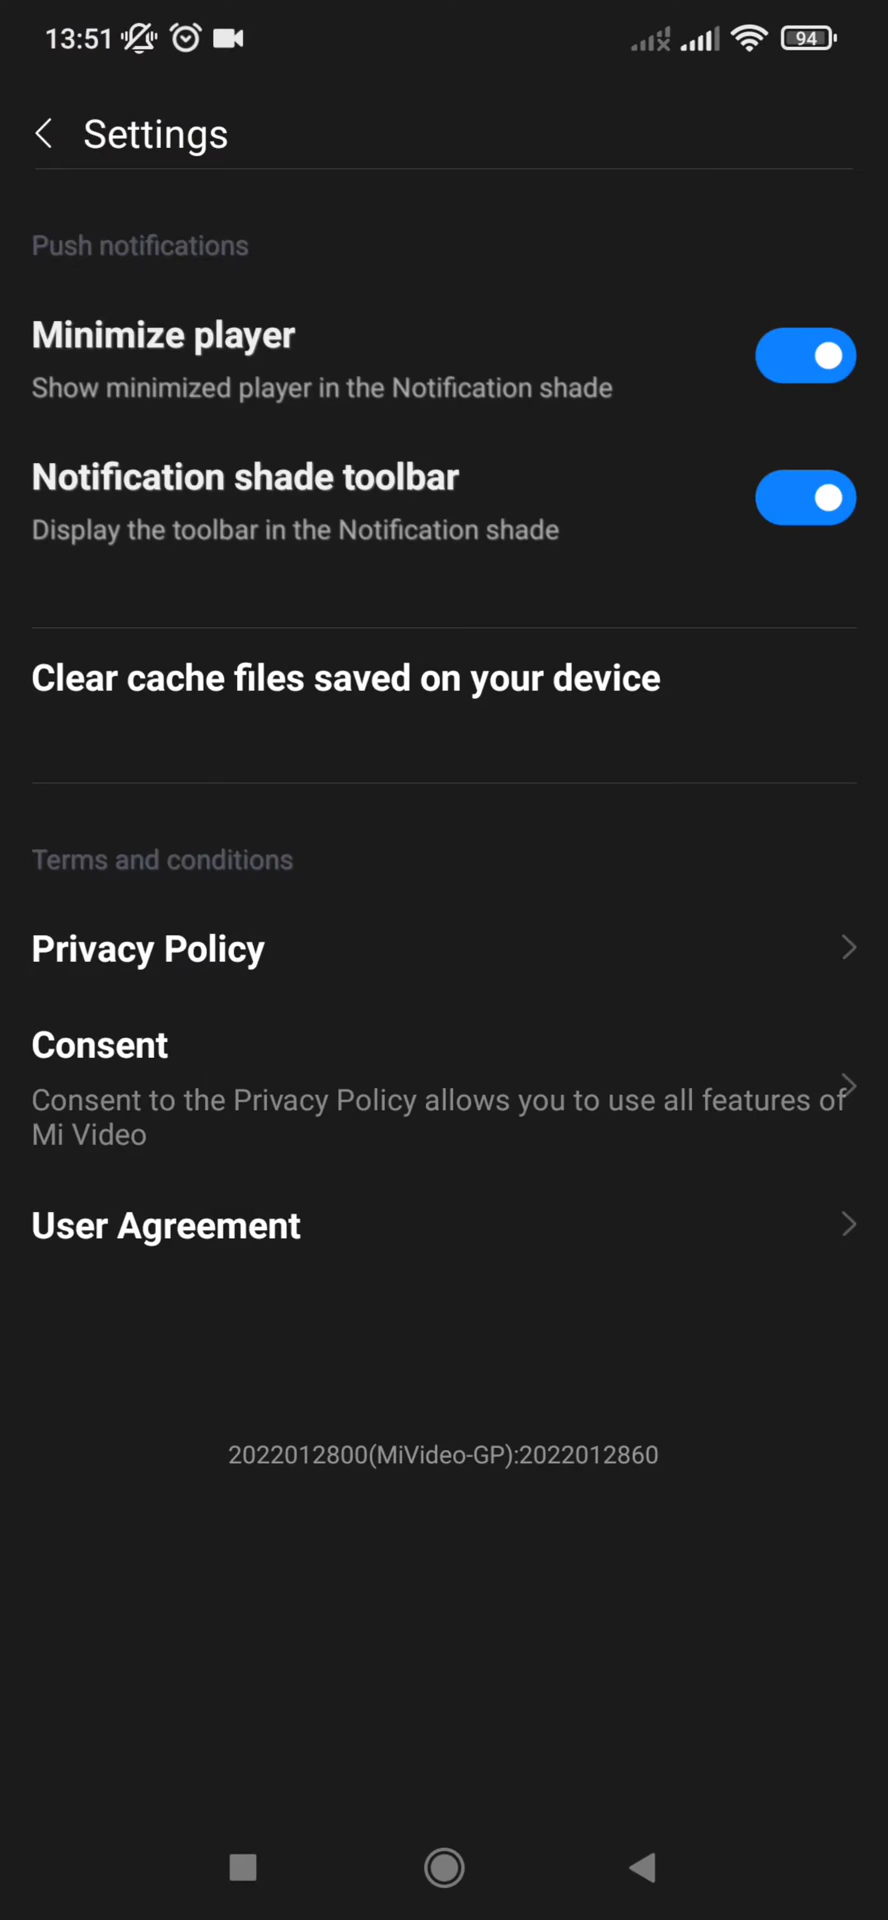 13:51
94
Settings
Push notifications
Minimize player
Show minimized player in the Notification shade
Notification shade toolbar
Display the toolbar in the Notification shade
Clear cache files saved on your device
Terms and conditions
Privacy Policy
Consent
Consent to the Privacy Policy allows you to use all features of
Mi Video
User Agreement
2022012800(MiVideo-GP):2022012860